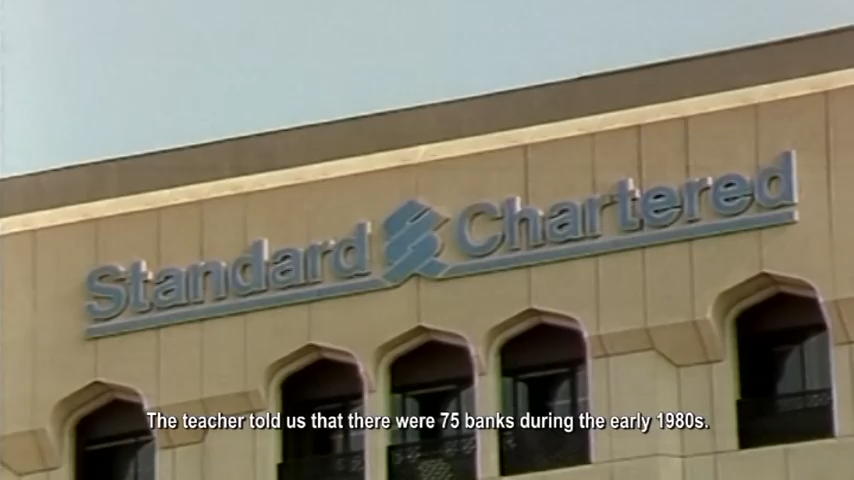 Standard Chartered
The teacher told us that there were 75 banks during the early 1980s.